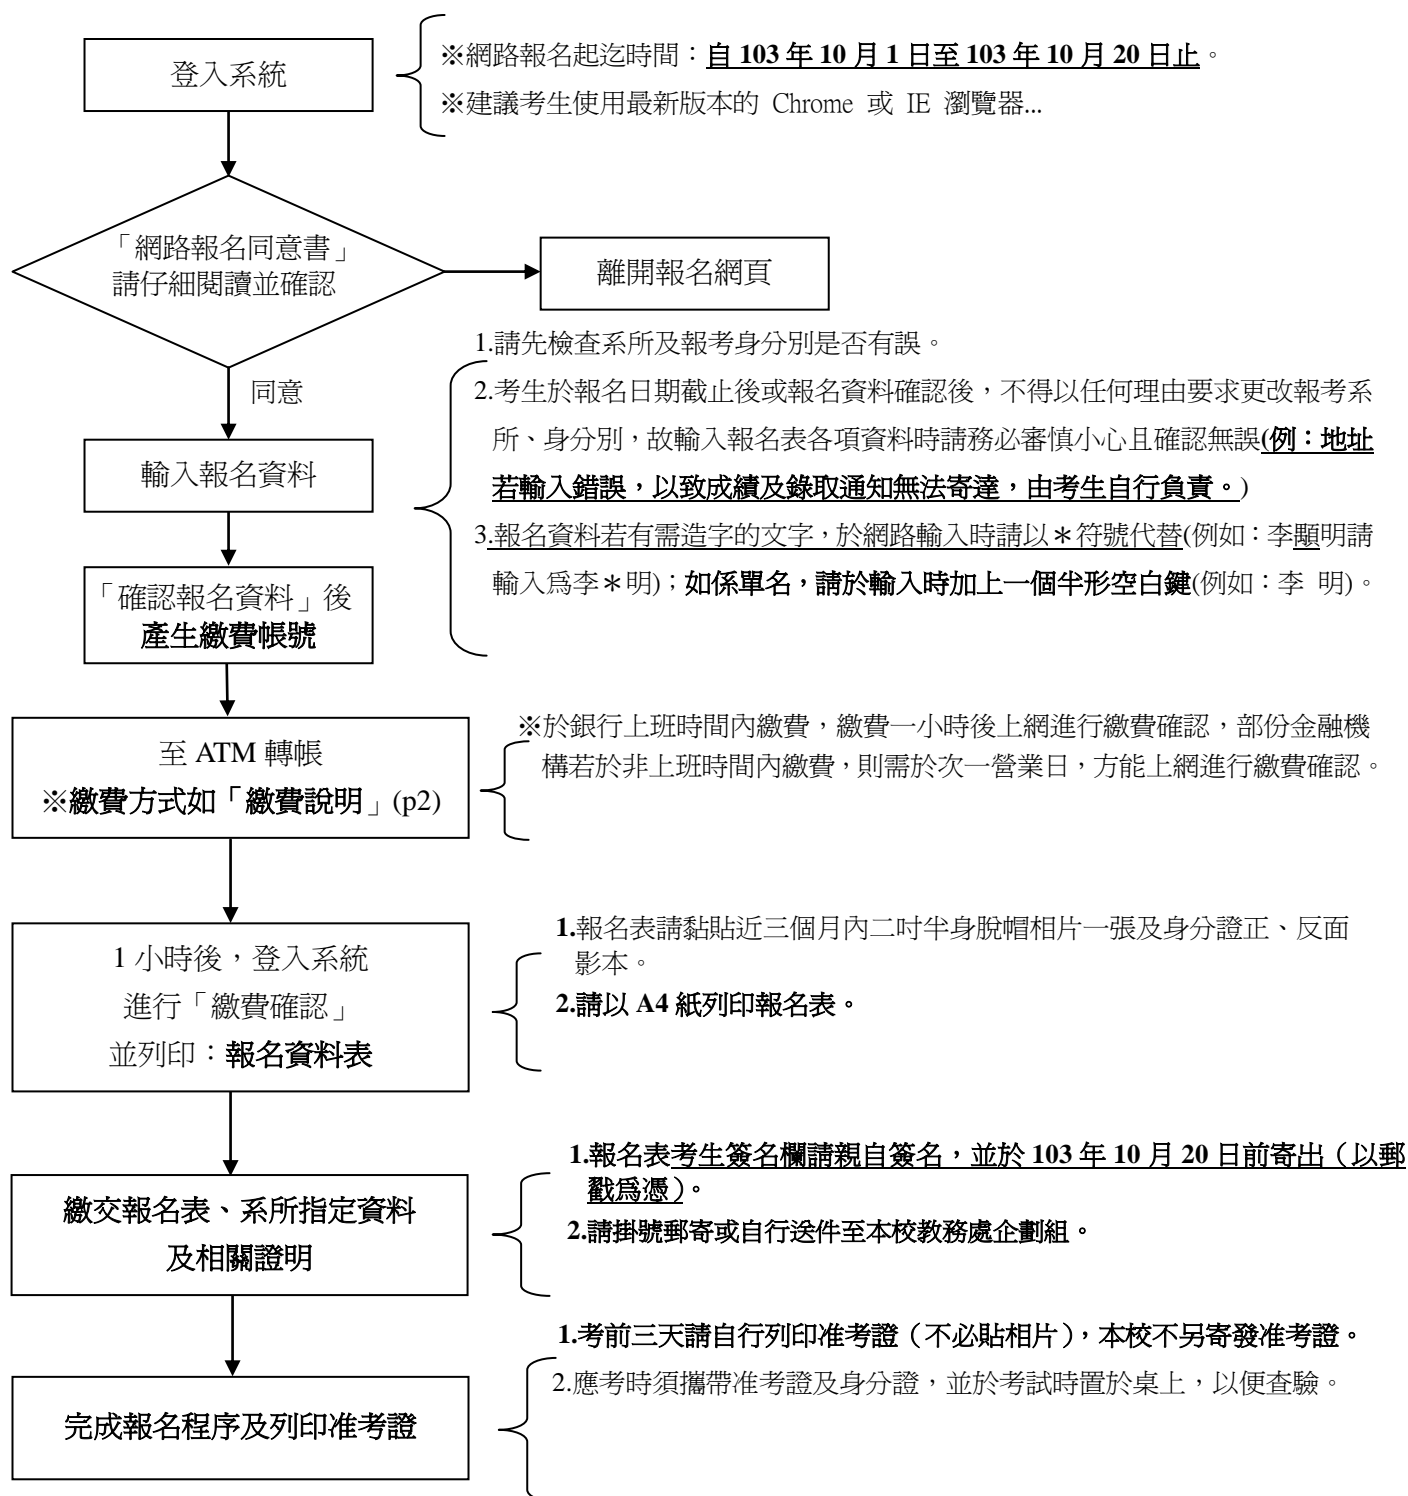 登入系統
※網路報名起迄時間：自 103 年 10 月 1 日至 103 年 10 月 20 日止。
※建議考生使用最新版本的 Chrome 或 IE 瀏覽器...
「網路報名同意書」
請仔細閱讀並確認
離開報名網頁
同意
1.請先檢查系所及報考身分別是否有誤。
2.考生於報名日期截止後或報名資料確認後，不得以任何理由要求更改報考系
所、身分別，故輸入報名表各項資料時請務必審慎小心且確認無誤(例：地址
若輸入錯誤，以致成績及錄取通知無法寄達，由考生自行負責。)
3.報名資料若有需造字的文字，於網路輸入時請以＊符號代替(例如：李顒明請
輸入為李＊明)；如係單名，請於輸入時加上一個半形空白鍵(例如：李 明)。
輸入報名資料
「確認報名資料」後
產生繳費帳號
至 ATM 轉帳
※繳費方式如「繳費說明」(p2)
※於銀行上班時間內繳費，繳費一小時後上網進行繳費確認，部份金融機
構若於非上班時間內繳費，則需於次一營業日，方能上網進行繳費確認。
1 小時後，登入系統
進行「繳費確認」
並列印：報名資料表
1.報名表請黏貼近三個月內二吋半身脫帽相片一張及身分證正、反面
影本。
2.請以 A4 紙列印報名表。
繳交報名表、系所指定資料
及相關證明
1.報名表考生簽名欄請親自簽名，並於 103 年 10 月 20 日前寄出（以郵
戳為憑）。
2.請掛號郵寄或自行送件至本校教務處企劃組。
完成報名程序及列印准考證
1.考前三天請自行列印准考證（不必貼相片），本校不另寄發准考證。
2.應考時須攜帶准考證及身分證，並於考試時置於桌上，以便查驗。